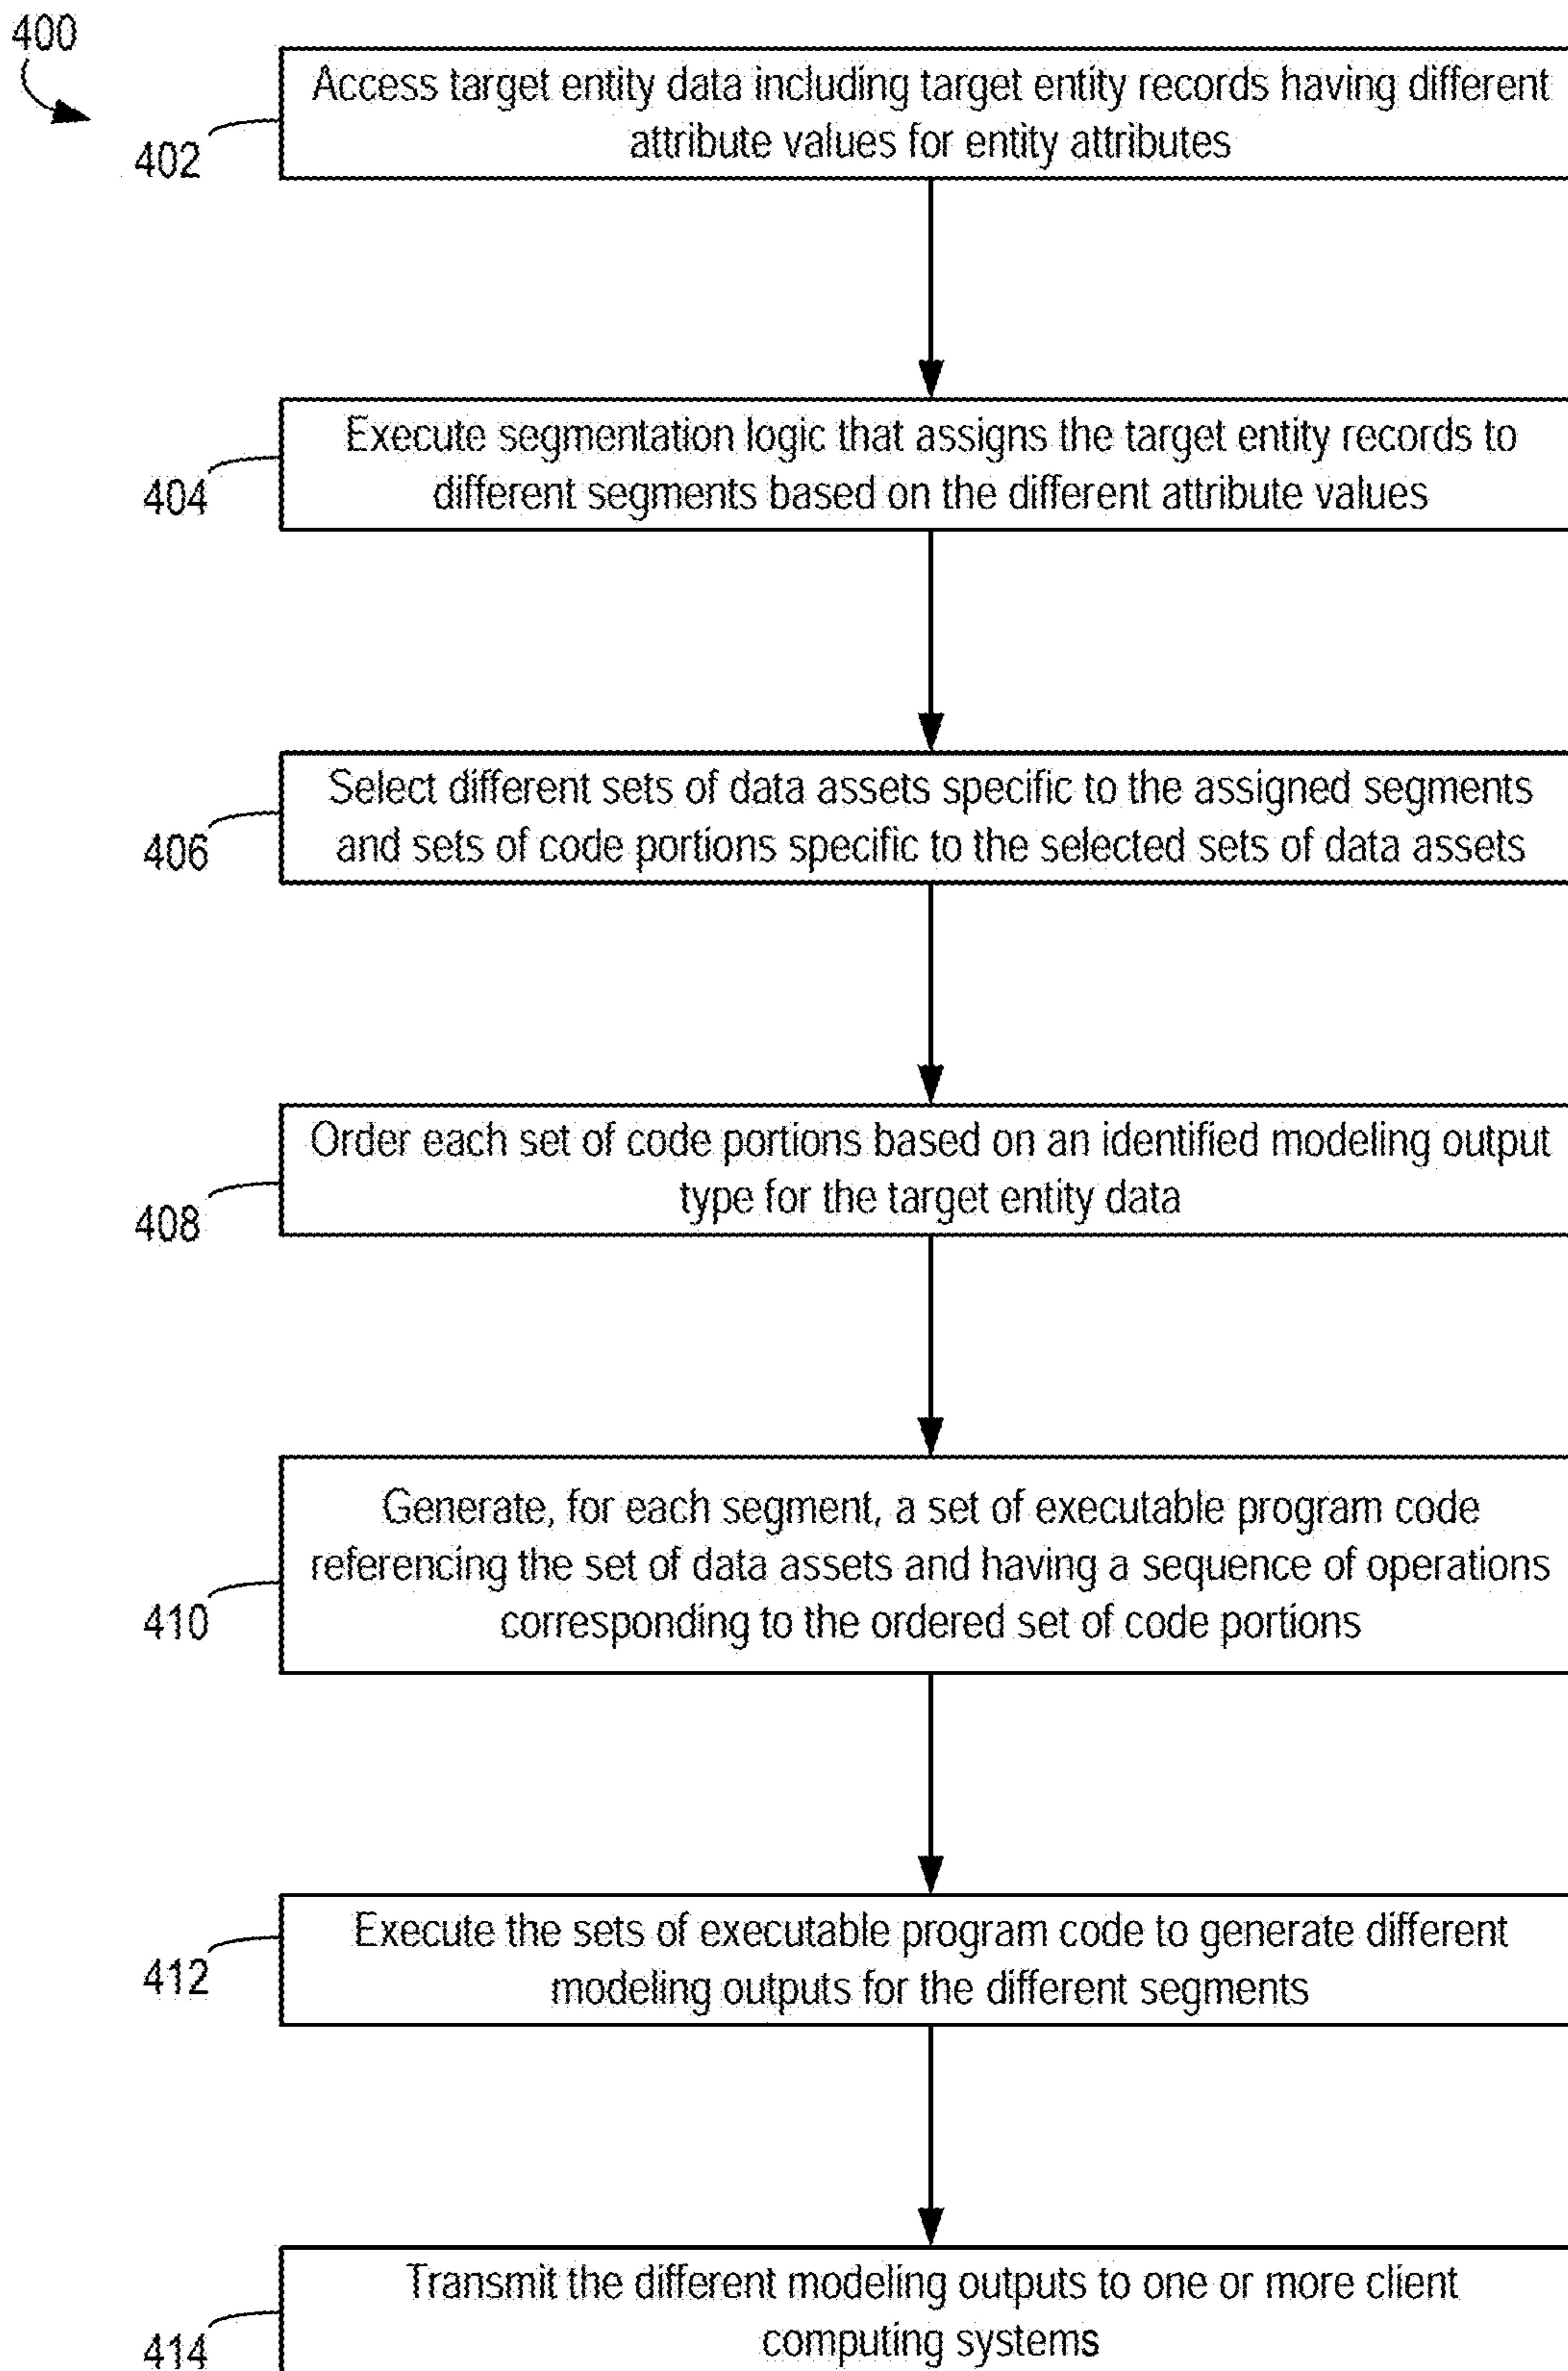 400
Access target entity data including target entity records having different
attribute values for entity attributes
402
Execute segmentation logic that assigns the target entity records to
different segments based on the different attribute values
404
Select different sets of data assets specific to the assigned segments
and sets of code portions specific to the selected sets of data assets
406
Order each set of code portions based on an identified modeling output
type for the target entity data
408
Generate, for each segment, a set of executable program code
referencing the set of data assets and having a sequence of operations
corresponding to the ordered set of code portions
410
Execute the sets of executable program code to generate different
modeling outputs for the different segments
412
Transmit the different modeling outputs to one or more client
computing systems
414